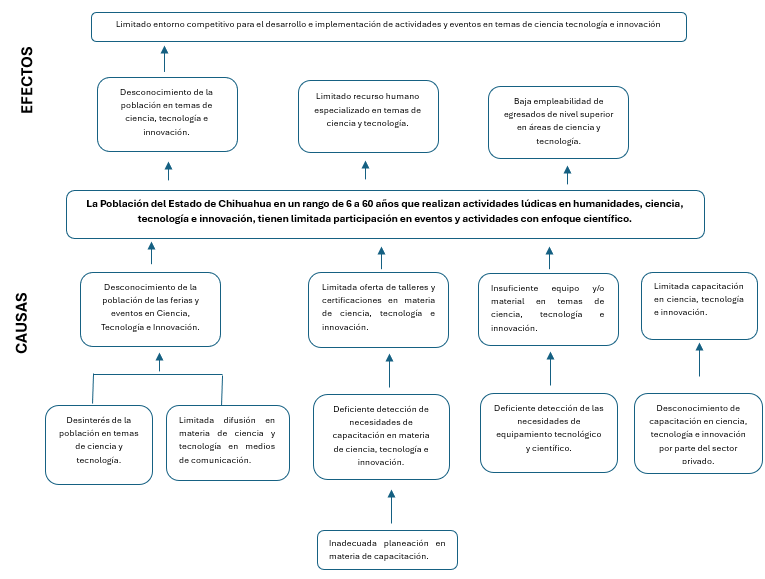 EFECTOS
Limitado entorno competitivo para el desarrollo e implementación de actividades y eventos en temas de ciencia tecnología e innovación
Desconocimiento de la
población en temas de
ciencia, tecnología e
innovación.
Limitado recurso humano
especializado en temas de
ciencia y tecnología.
Baja empleabilidad de
egresados de nivel superior
en áreas de ciencia y
tecnología.
La Población del Estado de Chihuahua en un rango de 6 a 60 años que realizan actividades lúdicas en humanidades, ciencia,
tecnología e innovación, tienen limitada participación en eventos y actividades con enfoque científico.
CAUSAS
Desconocimiento de la
población de las ferias y
eventos en Ciencia,
Tecnología e Innovación.
Limitada oferta de talleres y
certificaciones en materia
de ciencia, tecnología e
innovación.
Insuficiente equipo y/o
material en temas de
ciencia, tecnología e
innovación.
Limitada capacitación
en ciencia, tecnología
e innovación.
Desinterés de la
población en temas
de ciencia y
tecnología.
Limitada difusión en
materia de ciencia y
tecnología en medios
de comunicación.
Deficiente detección de
necesidades de
capacitación en materia
de ciencia, tecnología e
innovación.
Deficiente detección de las
necesidades de
equipamiento tecnológico
y científico.
Desconocimiento de
capacitación en ciencia,
tecnología e innovación
por parte del sector
privado.
Inadecuada planeación en
materia de capacitación.